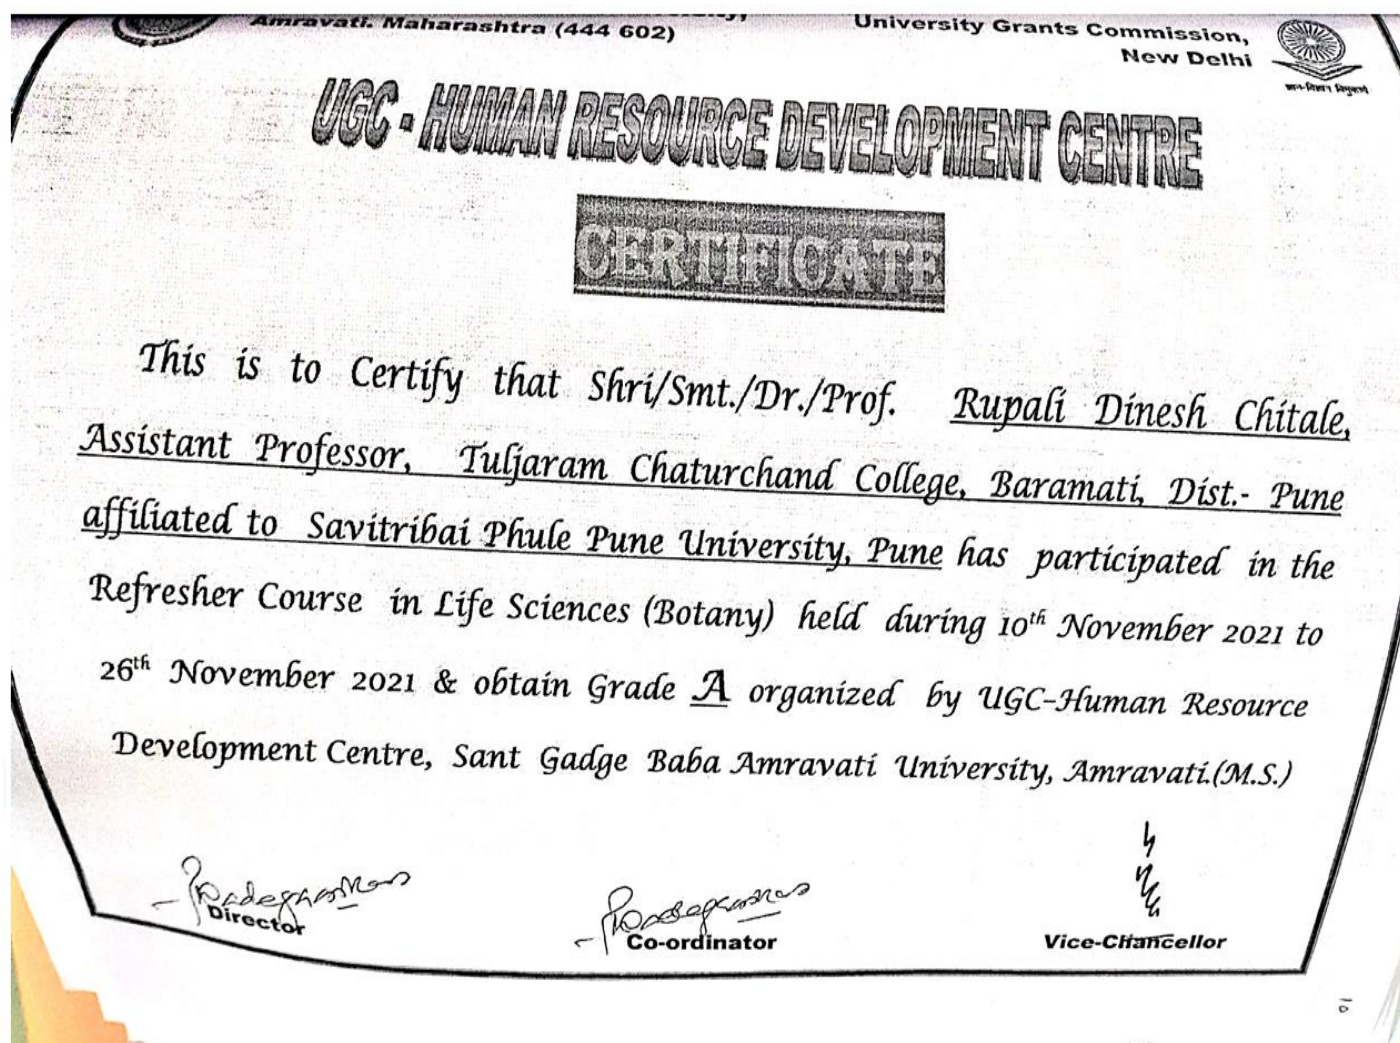 Amravati. Maharashtra (444 602)
University Grants Commission,
New Delhi
UGC - HUMAN RESOURCE DEVELOPMENT CENTRE
CERTIFICATE
This is to Certify that Shri/Smt./Dr./Prof. Rupali Dinesh Chitale,
Assistant Professor, Tuljaram Chaturchand College, Baramati, Dist.- Pune
affiliated to Savitribai Phule Pune University, Pune has participated in the
Refresher Course in Life Sciences (Botany) held during 10th November 2021 to
26th November 2021 & obtain Grade A organized by UGC-Human Resource
Development Centre, Sant Gadge Baba Amravati University, Amravati.(M.S.)
Director
Co-ordinator
Vice-Chancellor
10